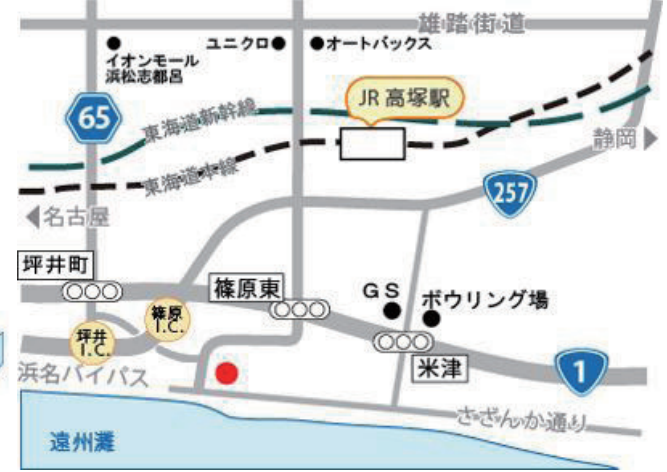 雄踏街道
イオンモール
浜松志都呂
ユニクロ
オートバックス
65
東海道新幹線
JR 高塚駅
東海道本線
静岡
257
名古屋
坪井町
篠原東
GS
ボウリング場
篠原
I.C.
坪井
I.C.
米津
1
浜名バイパス
さざんか通り
遠州灘